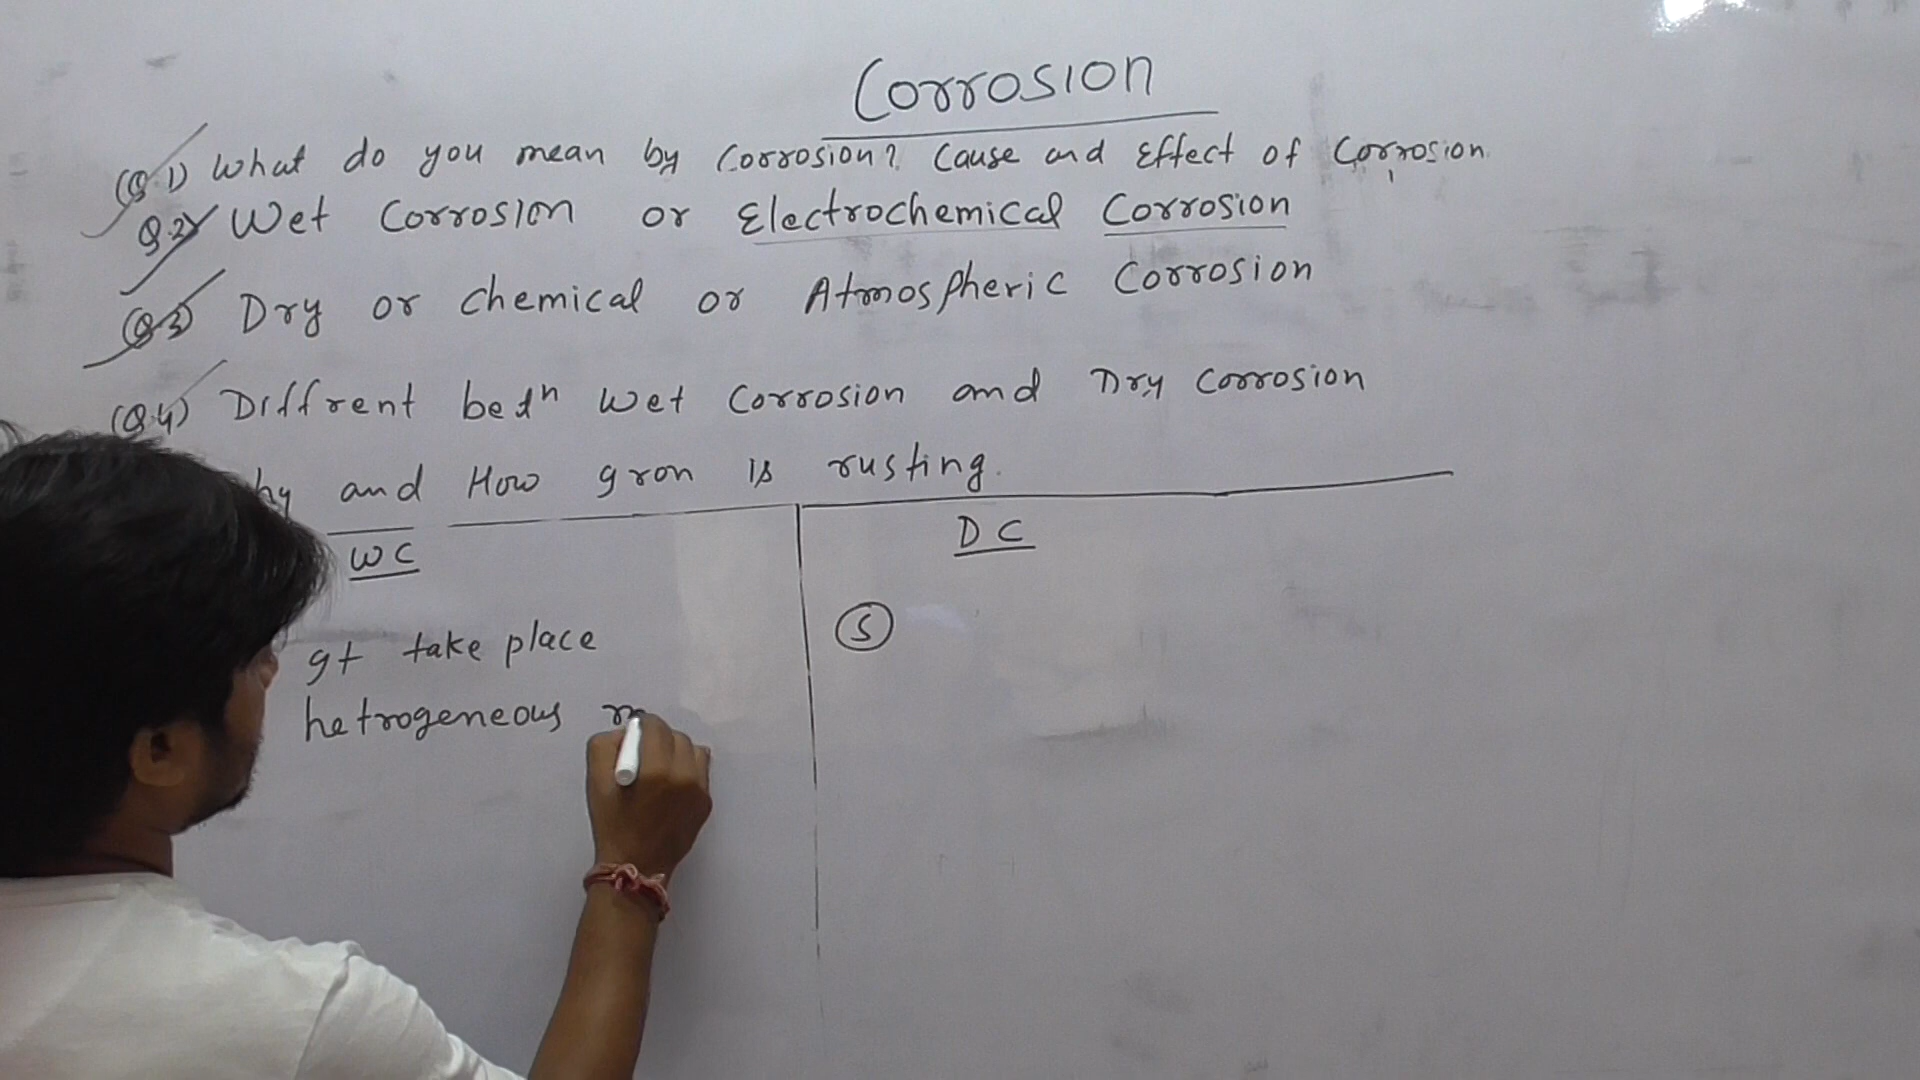 Corrosion
(Q.1) What do you mean by Corrosion? Cause and Effect of Corrosion
Q.2) Wet Corrosion or Electrochemical Corrosion
(Q.3) Dry or chemical or Atmospheric Corrosion
(Q.4) Diffrent betn Wet Corrosion and Dry Corrosion
hy and How Iron is rusting.
WC
DC
It take place
hetrogeneous
(5)